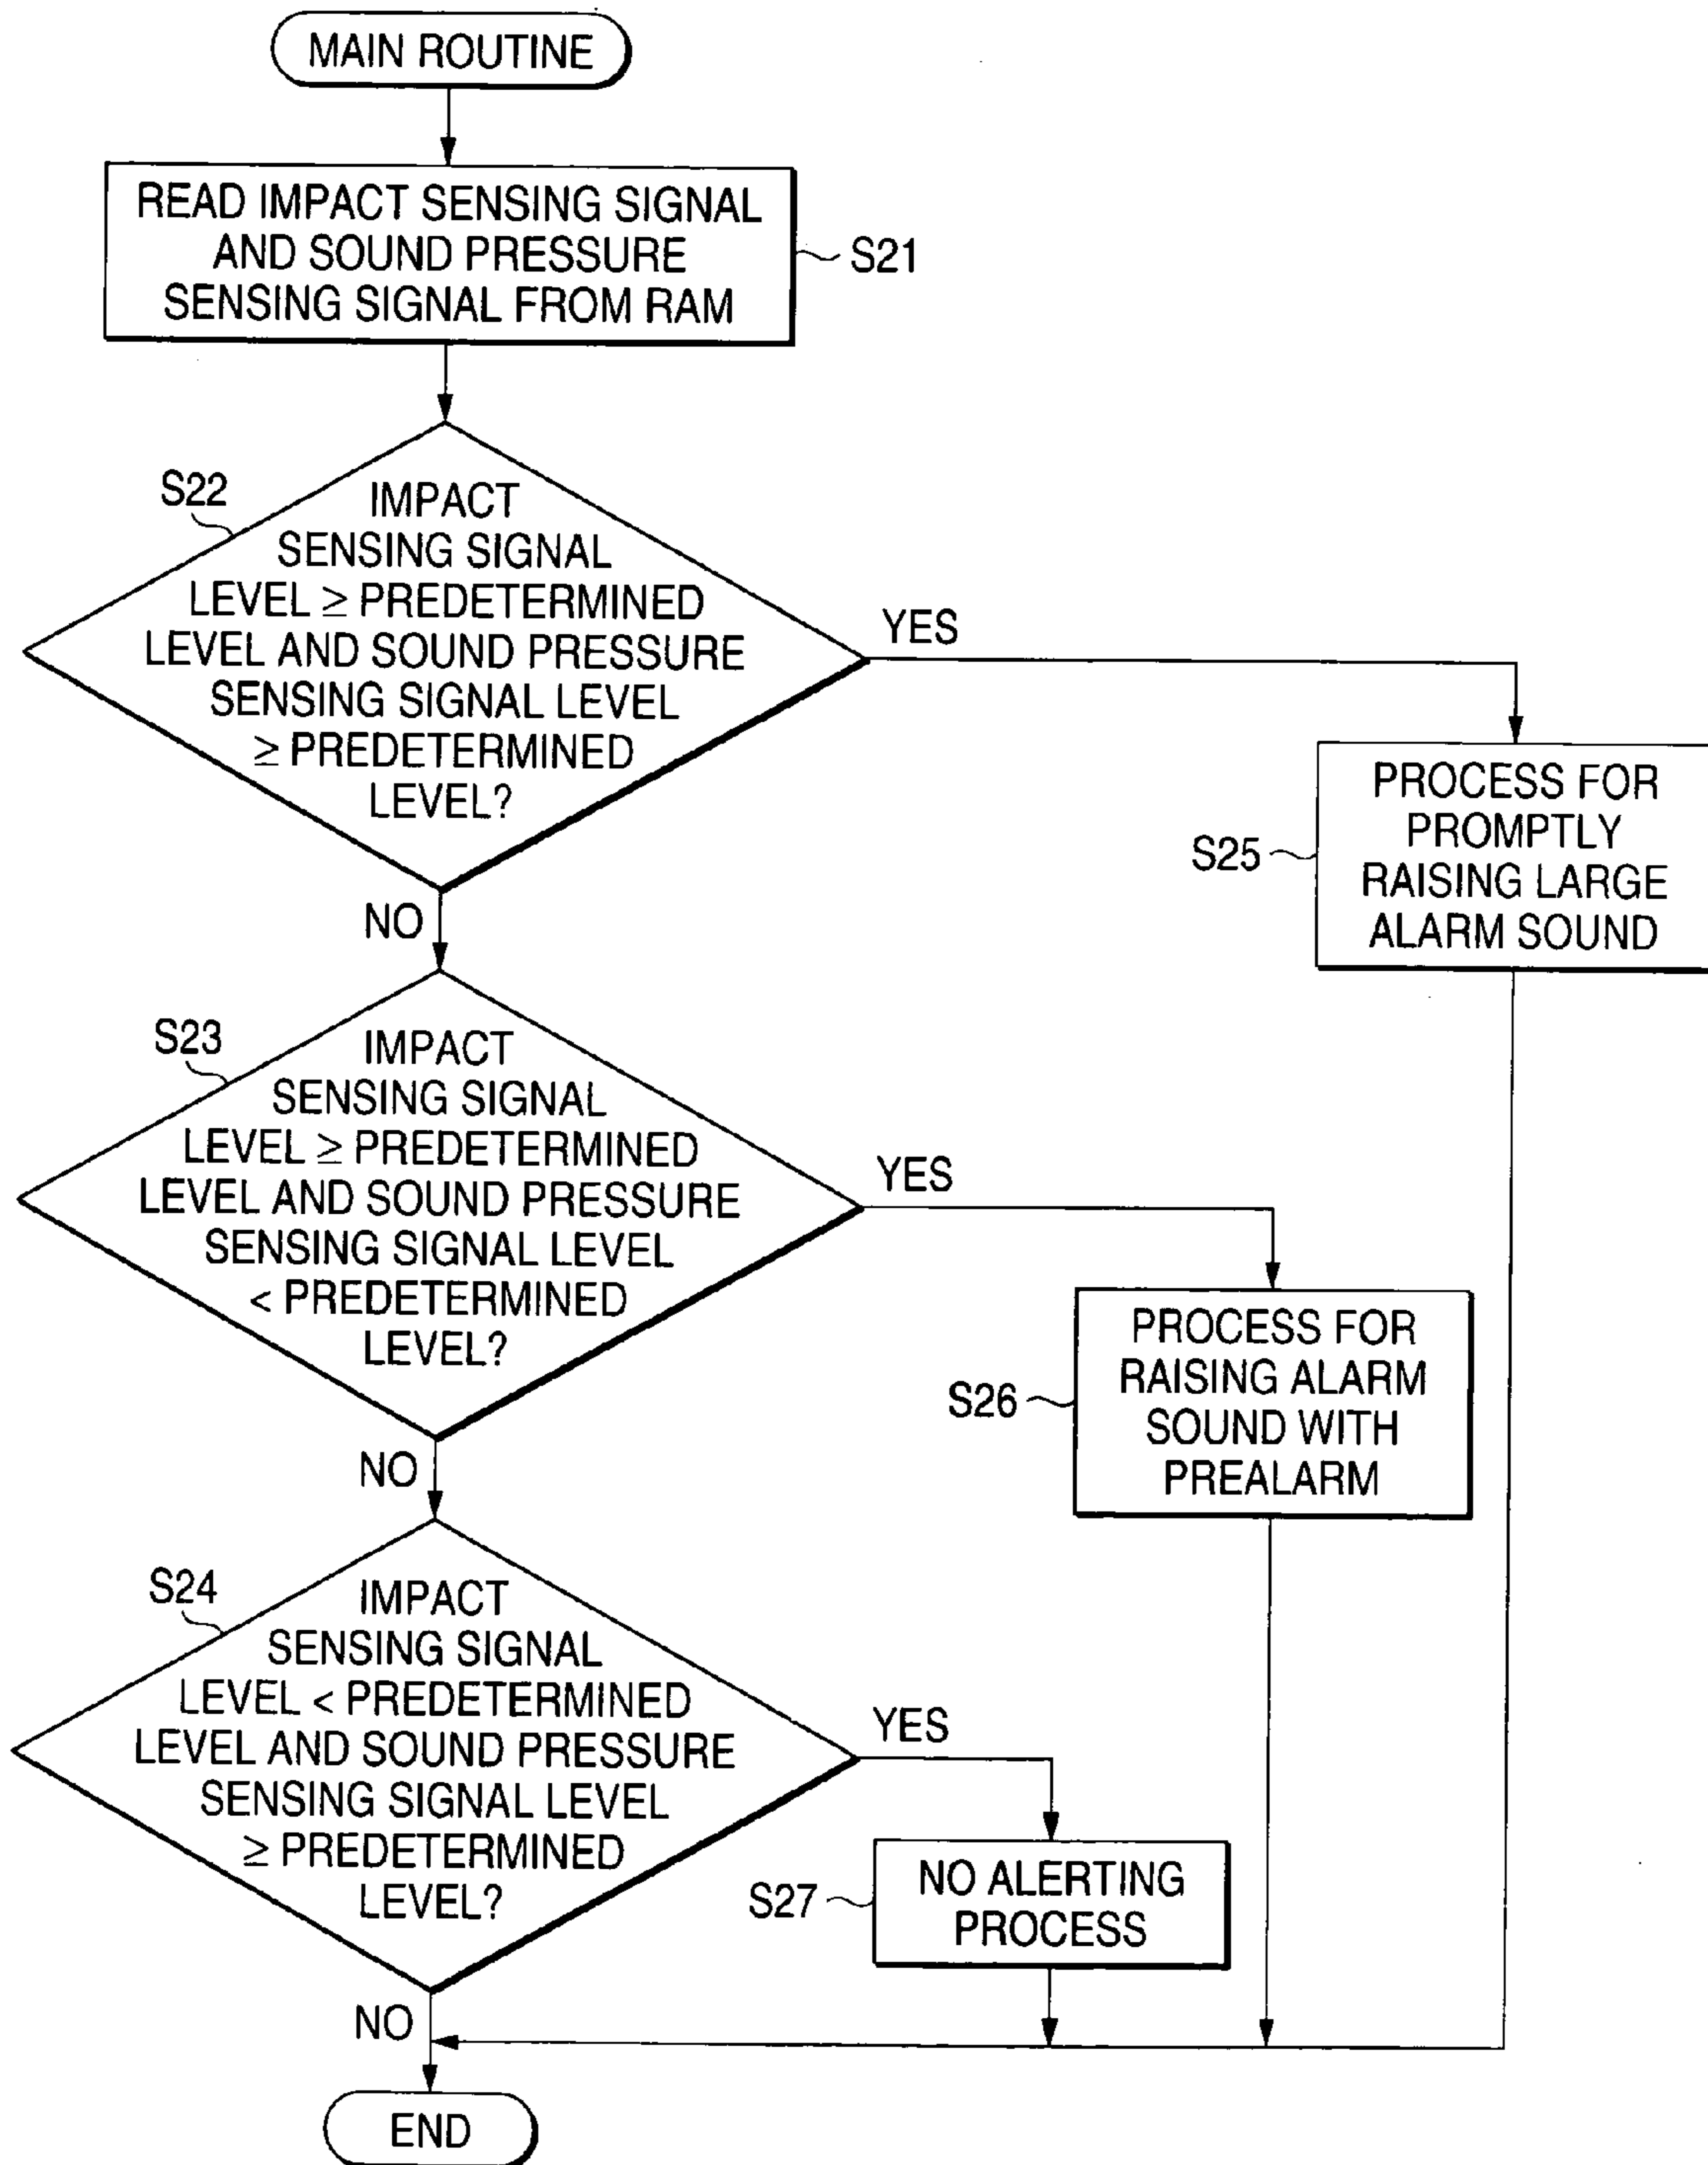 MAIN ROUTINE
READ IMPACT SENSING SIGNAL
AND SOUND PRESSURE
SENSING SIGNAL FROM RAM
S21
S22
IMPACT
SENSING SIGNAL
LEVEL ≥ PREDETERMINED
LEVEL AND SOUND PRESSURE
SENSING SIGNAL LEVEL
≥ PREDETERMINED
LEVEL?
YES
NO
S25
PROCESS FOR
PROMPTLY
RAISING LARGE
ALARM SOUND
S23
IMPACT
SENSING SIGNAL
LEVEL ≥ PREDETERMINED
LEVEL AND SOUND PRESSURE
SENSING SIGNAL LEVEL
< PREDETERMINED
LEVEL?
YES
NO
S26
PROCESS FOR
RAISING ALARM
SOUND WITH
PREALARM
S24
IMPACT
SENSING SIGNAL
LEVEL < PREDETERMINED
LEVEL AND SOUND PRESSURE
SENSING SIGNAL LEVEL
≥ PREDETERMINED
LEVEL?
YES
NO
S27
NO ALERTING
PROCESS
END